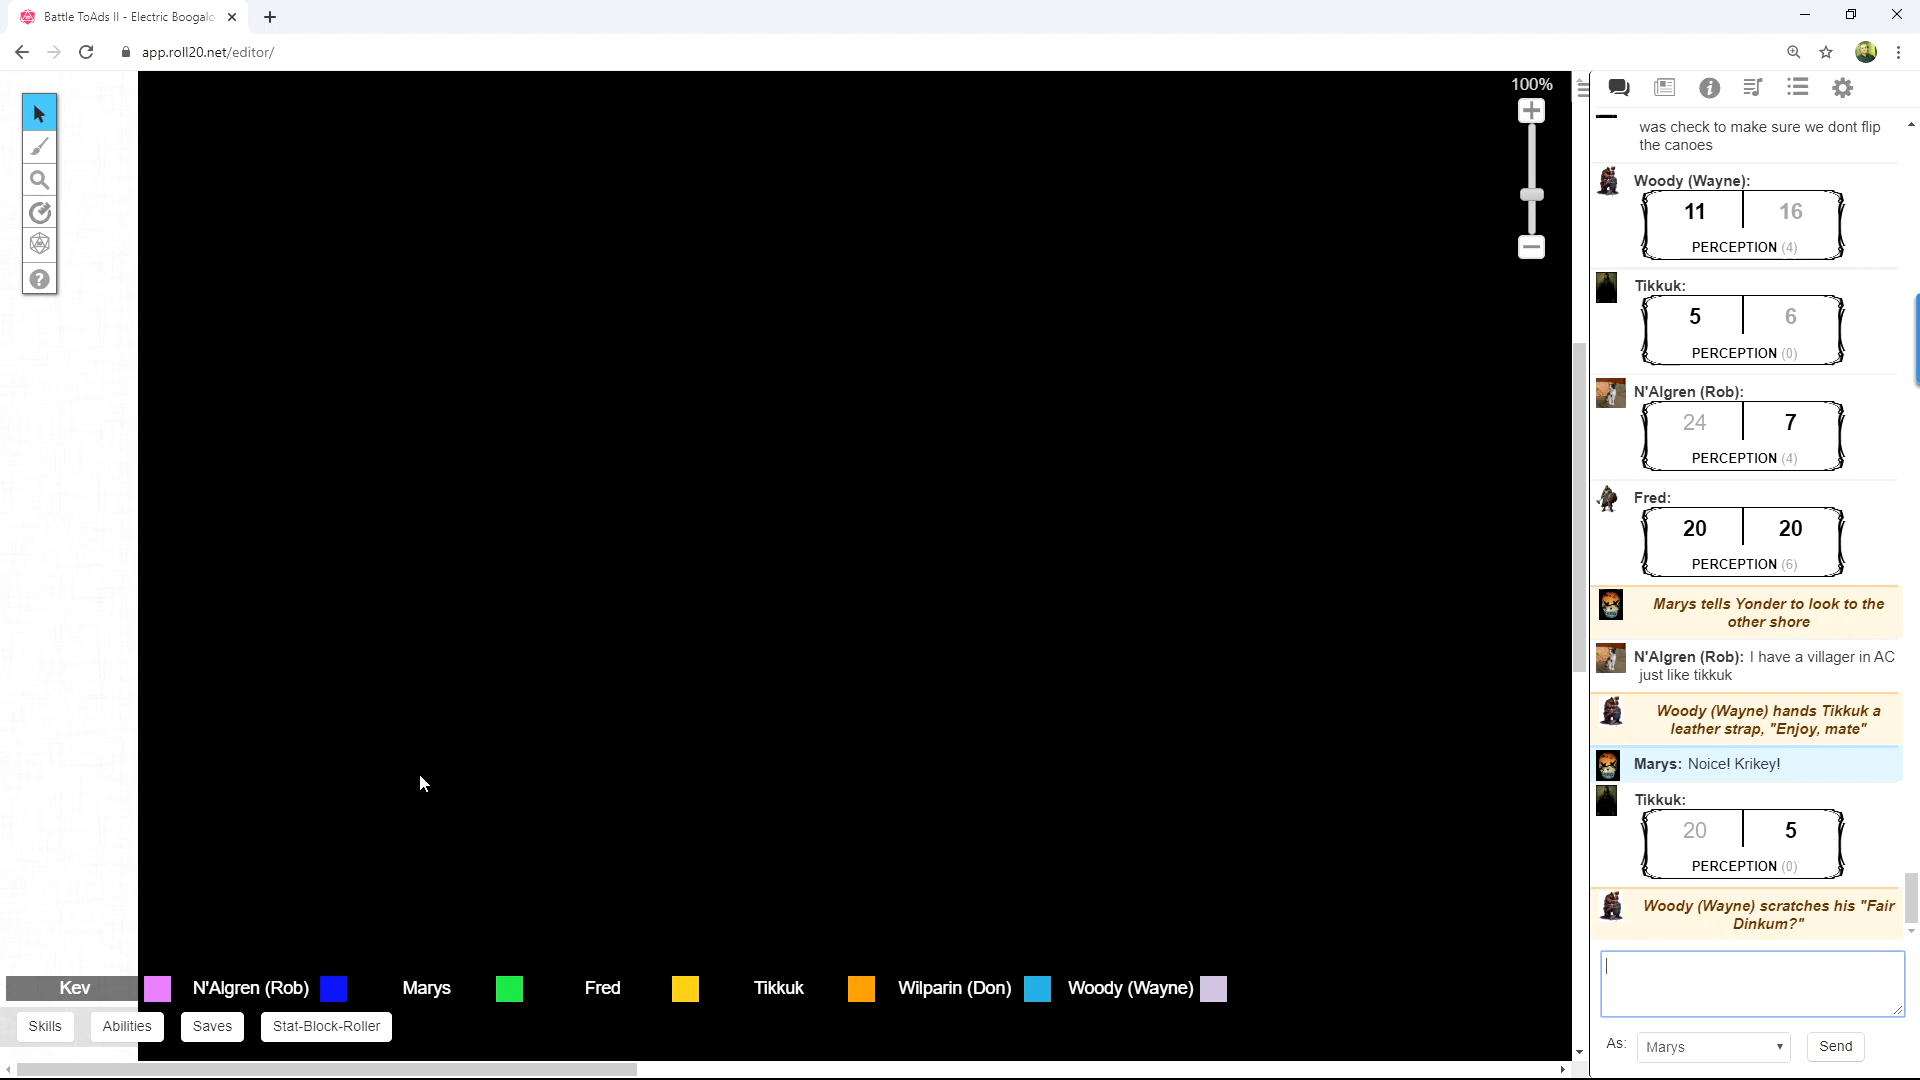 Battle ToAds II - Electric Boogalo
app.roll20.net/editor/
100%
was check to make sure we dont flip
the canoes
Woody (Wayne):
11 16
PERCEPTION (4)
Tikkuk:
5 6
PERCEPTION (0)
N'Algren (Rob):
24 7
PERCEPTION (4)
Fred:
20 20
PERCEPTION (6)
Marys tells Yonder to look to the
other shore
N'Algren (Rob): I have a villager in AC
just like tikkuk
Woody (Wayne) hands Tikkuk a
leather strap, "Enjoy, mate"
Marys: Noice! Krikey!
Tikkuk:
20 5
PERCEPTION (0)
Woody (Wayne) scratches his "Fair
Dinkum?"
Kev N'Algren (Rob) Marys Fred Tikkuk Wilparin (Don) Woody (Wayne)
Skills Abilities Saves Stat-Block-Roller
As: Marys Send